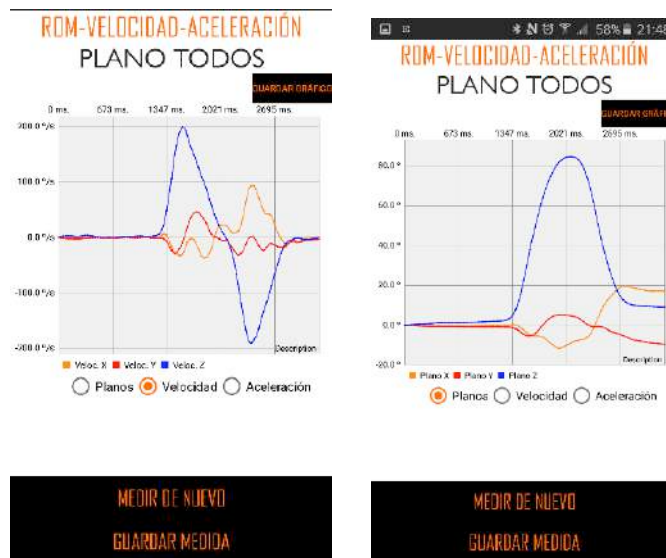 ROM-VELOCIDAD-ACELERACIÓN
PLANO TODOS
GUARDAR GRÁFICO
0 ms. 673 ms. 1347 ms. 2021 ms. 2695 ms.
200.0 °/s
100.0 °/s
0.0 °/s
-100.0 °/s
-200.0 °/s
Description
Veloc. X Veloc. Y Veloc. Z
Planos Velocidad Aceleración
MEDIR DE NUEVO
GUARDAR MEDIDA
58% 21:48
ROM-VELOCIDAD-ACELERACIÓN
PLANO TODOS
GUARDAR GRÁFI
0 ms. 673 ms. 1347 ms. 2021 ms. 2695 ms.
80.0 °
60.0 °
40.0 °
20.0 °
0.0 °
-20.0 °
Description
Plano X Plano Y Plano Z
Planos Velocidad Aceleración
MEDIR DE NUEVO
GUARDAR MEDIDA